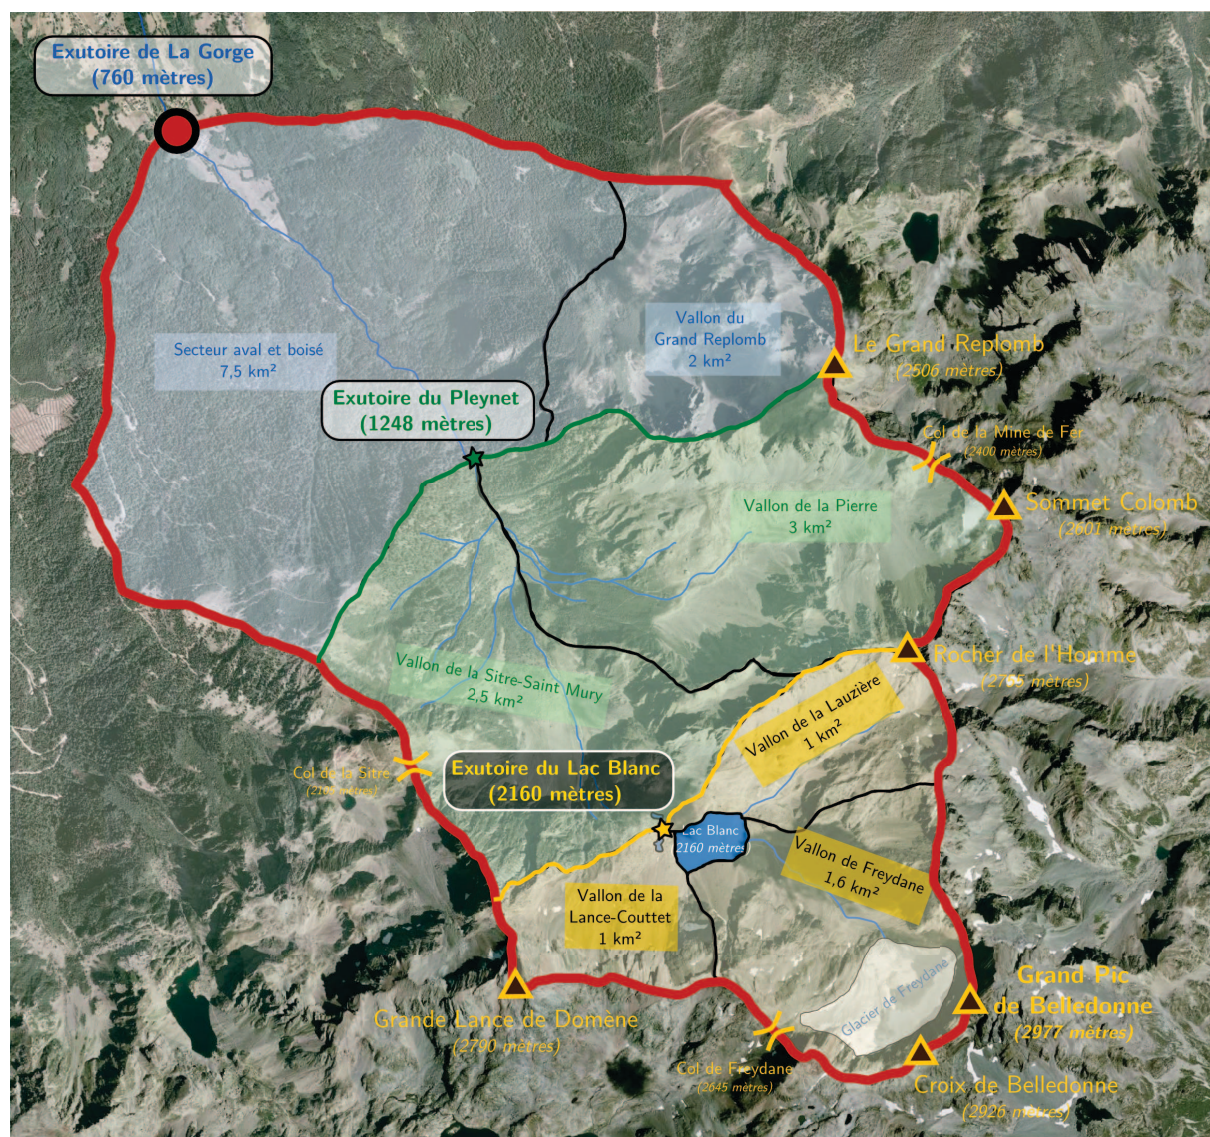 Exutoire de La Gorge
(760 mètres)
Vallon du
Grand Replomb
2 km²
Secteur aval et boisé
7,5 km²
Le Grand Replomb
(2506 mètres)
Exutoire du Pleynet
(1248 mètres)
Col de la Mine de Fer
(2400 mètres)
Vallon de la Pierre
3 km²
Sommet Colomb
(2601 mètres)
Vallon de la Sitre-Saint Mury
2,5 km²
Rocher de l'Homme
mètres)
Vallon de la Lauzière
1 km²
Exutoire du Lac Blanc
(2160 mètres)
Col de la Sitre
mètres)
Lac Blanc
(2160 mètres)
Vallon de Freydane
1,6 km²
Vallon de la
Lance-Couttet
1 km²
Glacier de Freydane
Grand Pic
de Belledonne
(2977 mètres)
Grande Lance de Domène
(2790 mètres)
Col de Freydane
(2645 mètres)
Croix de Belledonne
(2926 mètres)